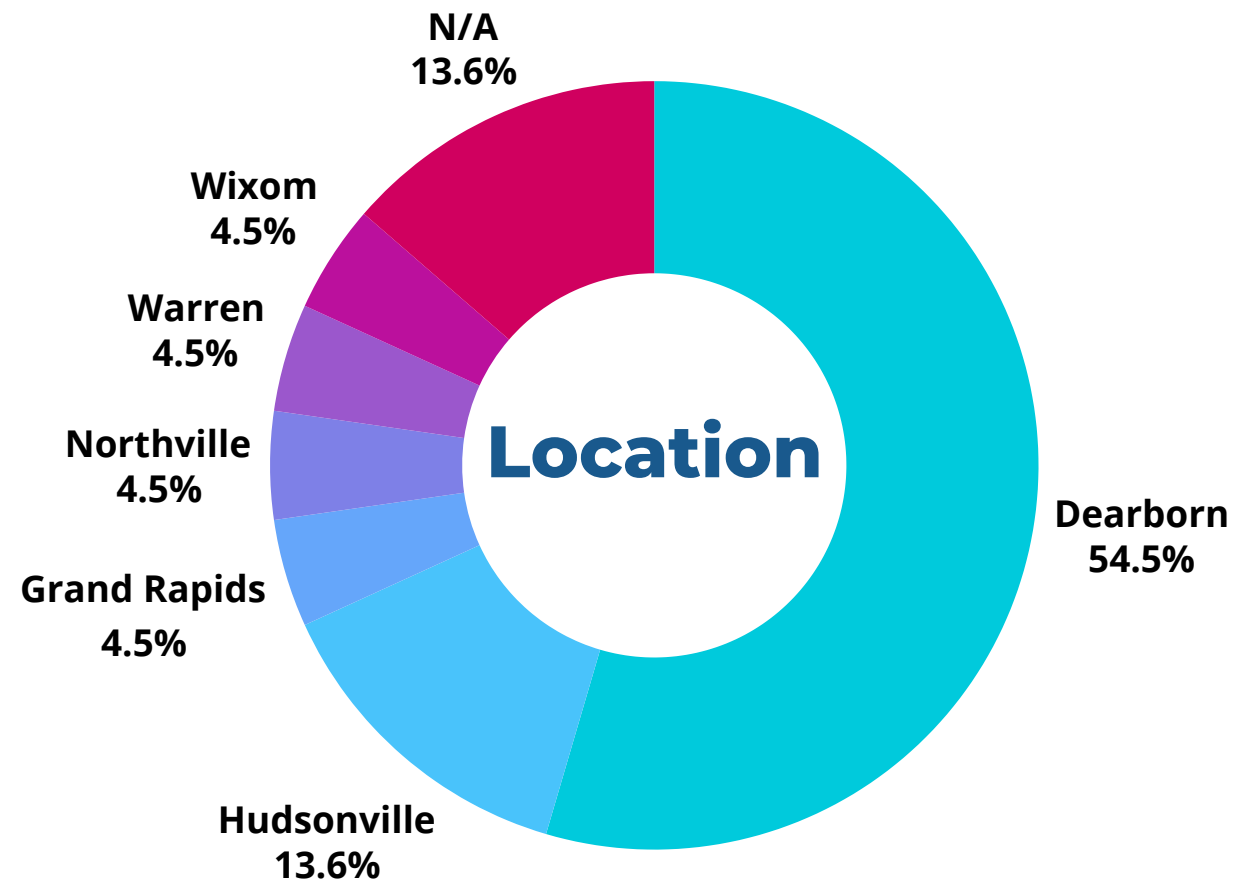 N/A
13.6%
Wixom
4.5%
Warren
4.5%
Northville
4.5%
Grand Rapids
4.5%
Hudsonville
13.6%
Location
Dearborn
54.5%